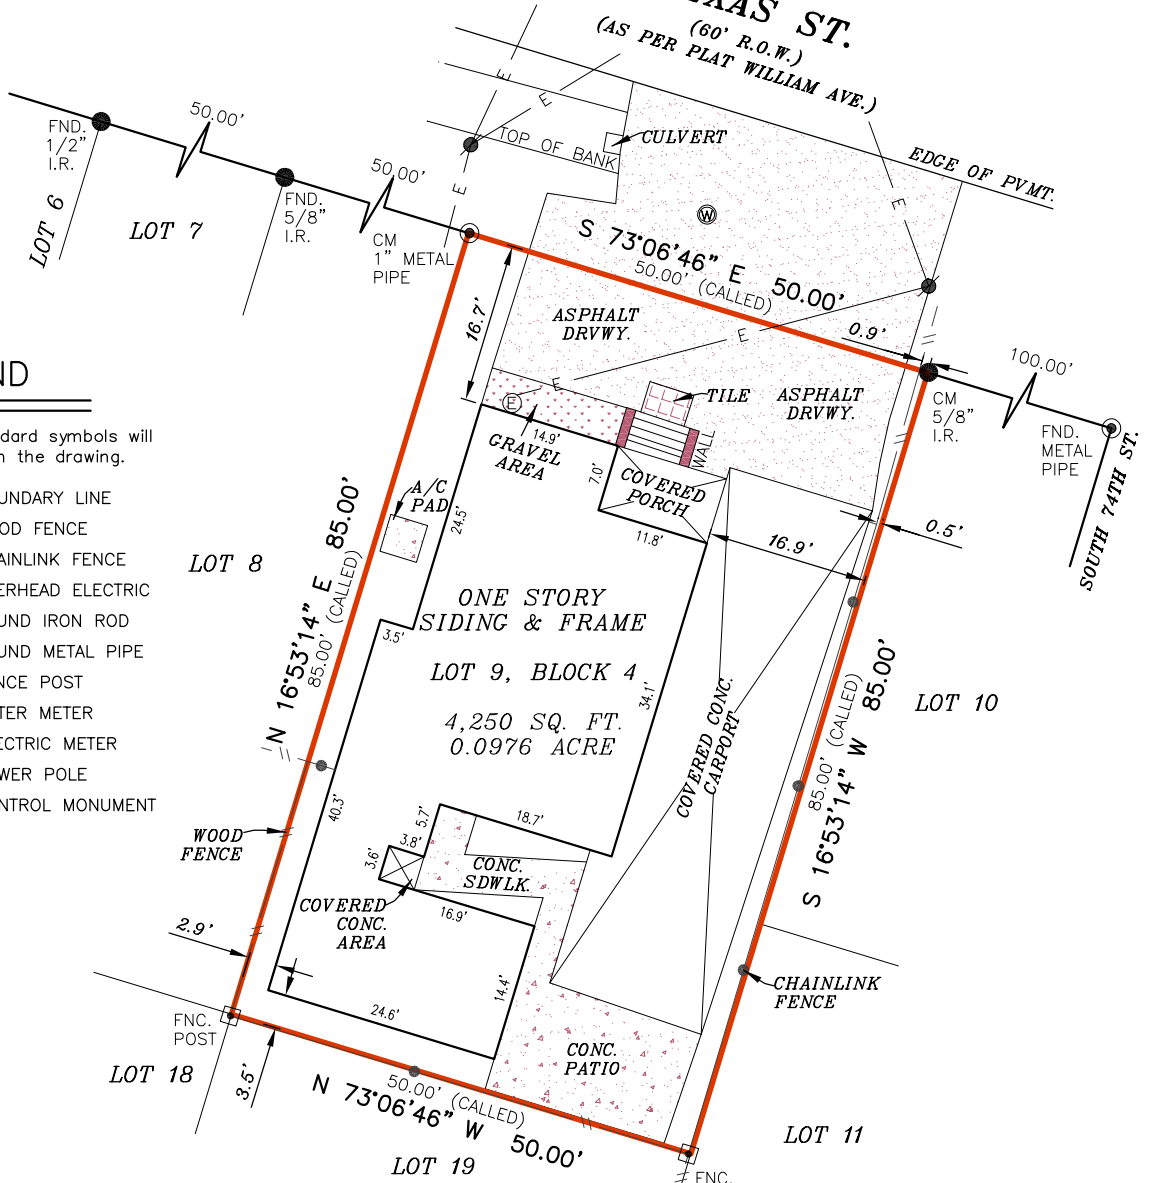 EXAS ST.
(60' R.O.W.)
(AS PER PLAT WILLIAM AVE.)
E
E
E
TOP OF BANK
CULVERT
EDGE OF PVMT.
50.00'
FND.
1/2"
I.R.
LOT 6
LOT 7
FND.
5/8"
I.R.
50.00'
CM
1" METAL
PIPE
W
E
S 73°06'46" E 50.00'
50.00' (CALLED)
16.7'
ASPHALT
DRVWY.
E
0.9'
100.00'
CM
5/8"
I.R.
FND.
METAL
PIPE
SOUTH 74TH ST.
E
E
TILE
ASPHALT
DRVWY.
14.9'
GRAVEL
AREA
WALL
COVERED
PORCH
7.0'
11.8'
16.9'
0.5'
ND
dard symbols will
n the drawing.
UNDARY LINE
OD FENCE
AINLINK FENCE
ERHEAD ELECTRIC
UND IRON ROD
UND METAL PIPE
NCE POST
TER METER
ECTRIC METER
WER POLE
NTROL MONUMENT
A/C
PAD
24.5'
LOT 8
N 16°53'14" E 85.00'
85.00' (CALLED)
3.5'
ONE STORY
SIDING & FRAME
LOT 9, BLOCK 4
4,250 SQ. FT.
0.0976 ACRE
34.1'
COVERED CONC.
CARPORT
LOT 10
85.00' (CALLED)
S 16°53'14" W 85.00'
40.3'
5.7'
18.7'
3.8'
3.6'
CONC.
SDWLK.
WOOD
FENCE
COVERED
CONC.
AREA
16.9'
2.9'
14.4'
24.6'
CHAINLINK
FENCE
FNC.
POST
CONC.
PATIO
LOT 18
3.5'
50.00' (CALLED)
N 73°06'46" W 50.00'
LOT 19
LOT 11
FNC.